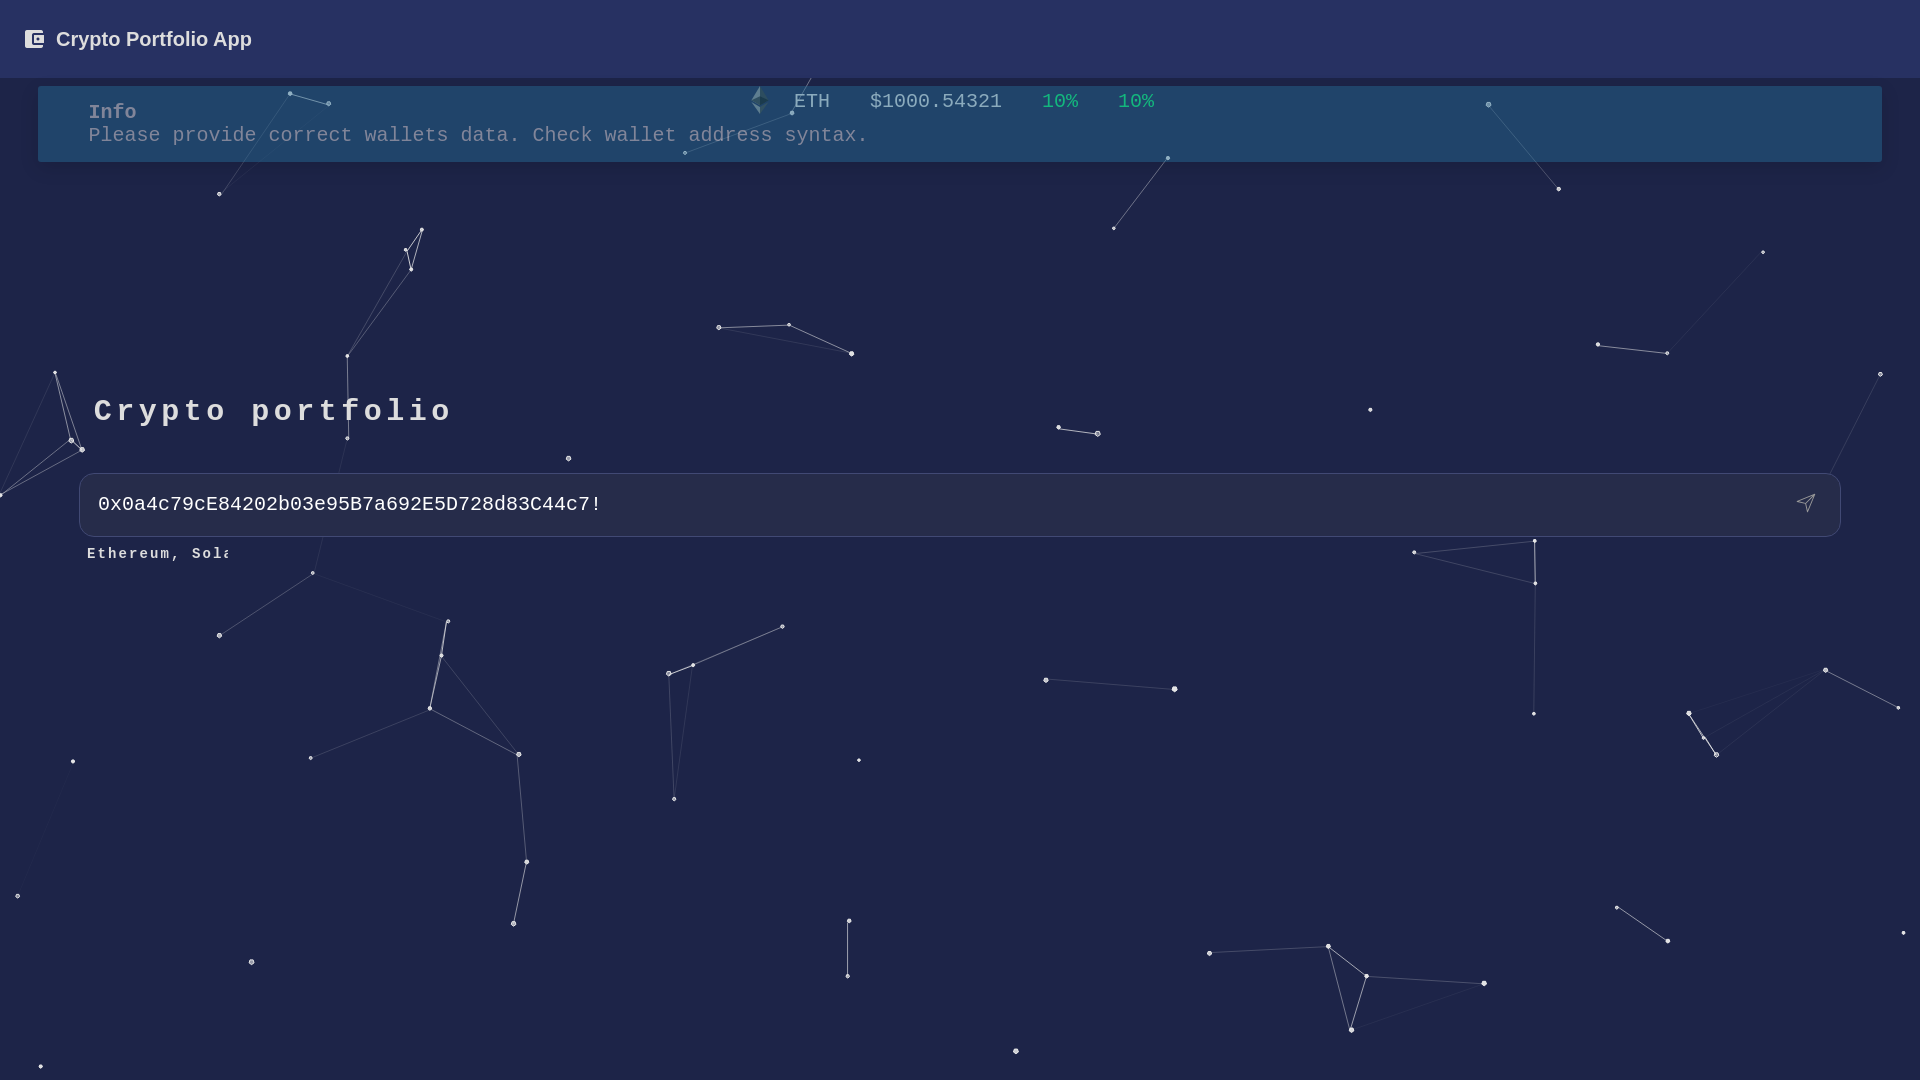 Crypto Portfolio App
ETH $1000.54321 10% 10%
Info
Please provide correct wallets data. Check wallet address syntax.
Crypto portfolio
0x0a4c79cE84202b03e95B7a692E5D728d83C44c7!
Ethereum, Sola